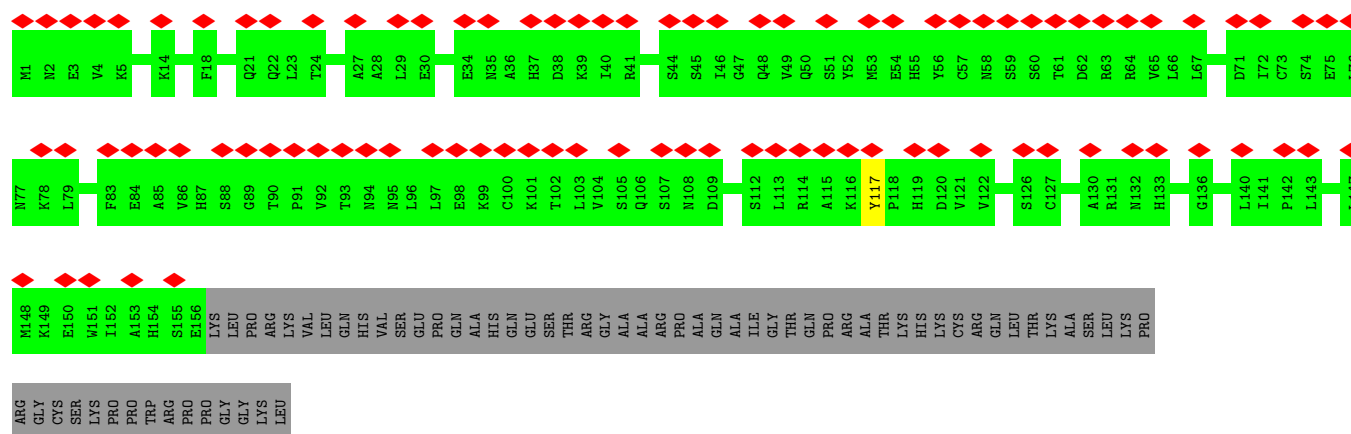 M1 N2 E3 V4 K5 K14 F18 Q21 Q22 L23 T24 A27 A28 L29 E30 E34 N35 A36 H37 D38 K39 I40 R41 S44 S45 I46 G47 Q48 V49 Q50 S51 Y52 M53 E54 H55 Y56 C57 N58 S59 S60 T61 D62 R63 R64 V65 L66 L67 D71 I72 C73 S74 E75
N77 K78 L79 F83 E84 A85 V86 H87 S88 G89 T90 P91 V92 T93 N94 N95 L96 L97 E98 K99 C100 K101 T102 L103 V104 S105 Q106 S107 N108 D109 S112 L113 R114 A115 K116 Y117 P118 H119 D120 V121 V122 S126 C127 A130 R131 N132 H133 G136 L140 I141 P142 L143
M148 K149 E150 W151 I152 A153 H154 S155 E156 LYS LEU PRO ARG LYS VAL LEU GLN HIS VAL SER GLU PRO GLN ALA HIS GLN GLU SER THR ARG GLY ALA ALA ARG PRO ALA GLN ALA ILE GLY THR GLN PRO ARG ALA THR LYS HIS LYS CYS ARG GLN LEU THR LYS ALA SER LEU LYS PRO
ARG GLY CYS SER LYS PRO PRO TRP ARG PRO PRO GLY GLY LYS LEU